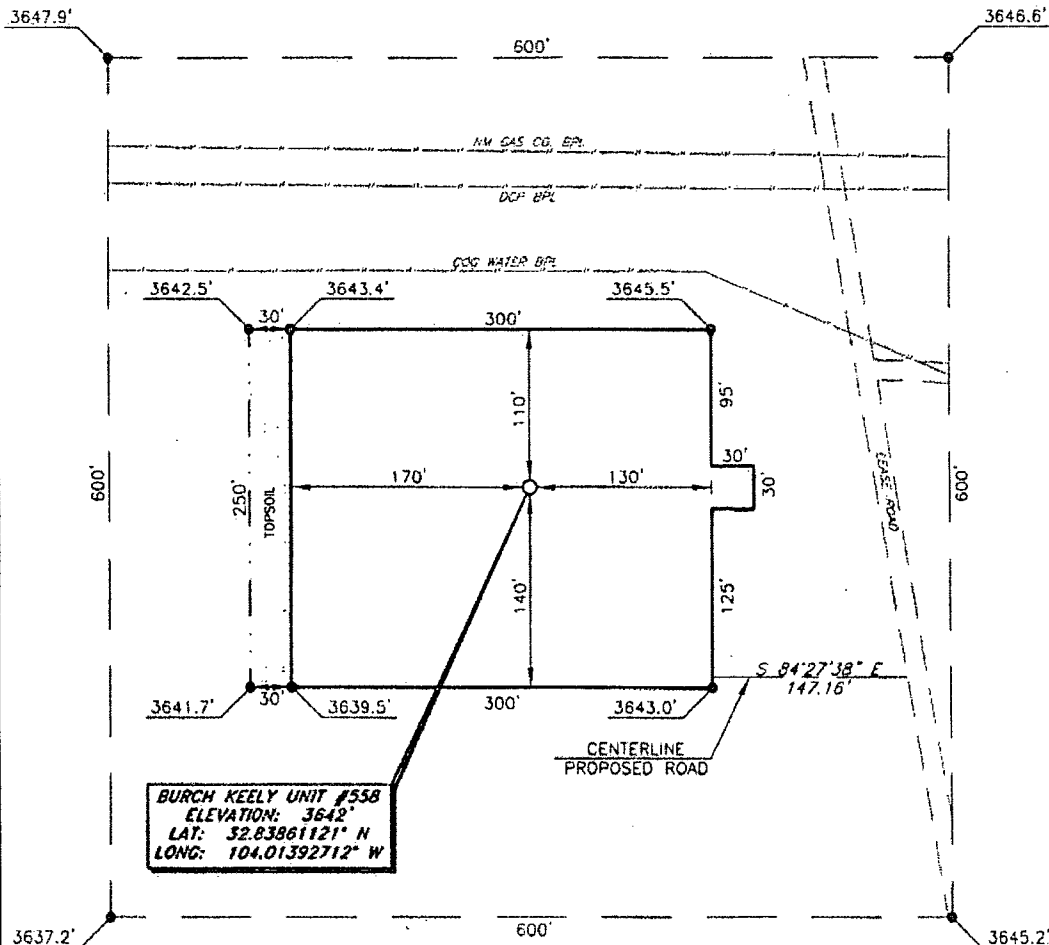 3647.9'
3646.6'
600'
NM GAS CO. BPL
DCP BPL
COG WATER BPL
3642.5'
3643.4'
3645.5'
30'
300'
110'
95'
30'
30'
170'
130'
600'
250'
TOPSOIL
600'
LEASE ROAD
140'
125'
S 84°27'38" E
147.16'
3641.7'
30'
3639.5'
300'
3643.0'
CENTERLINE
PROPOSED ROAD
BURCH KEELY UNIT #558
ELEVATION: 3642'
LAT: 32.83861121° N
LONG: 104.01392712° W
3637.2'
600'
3645.2'